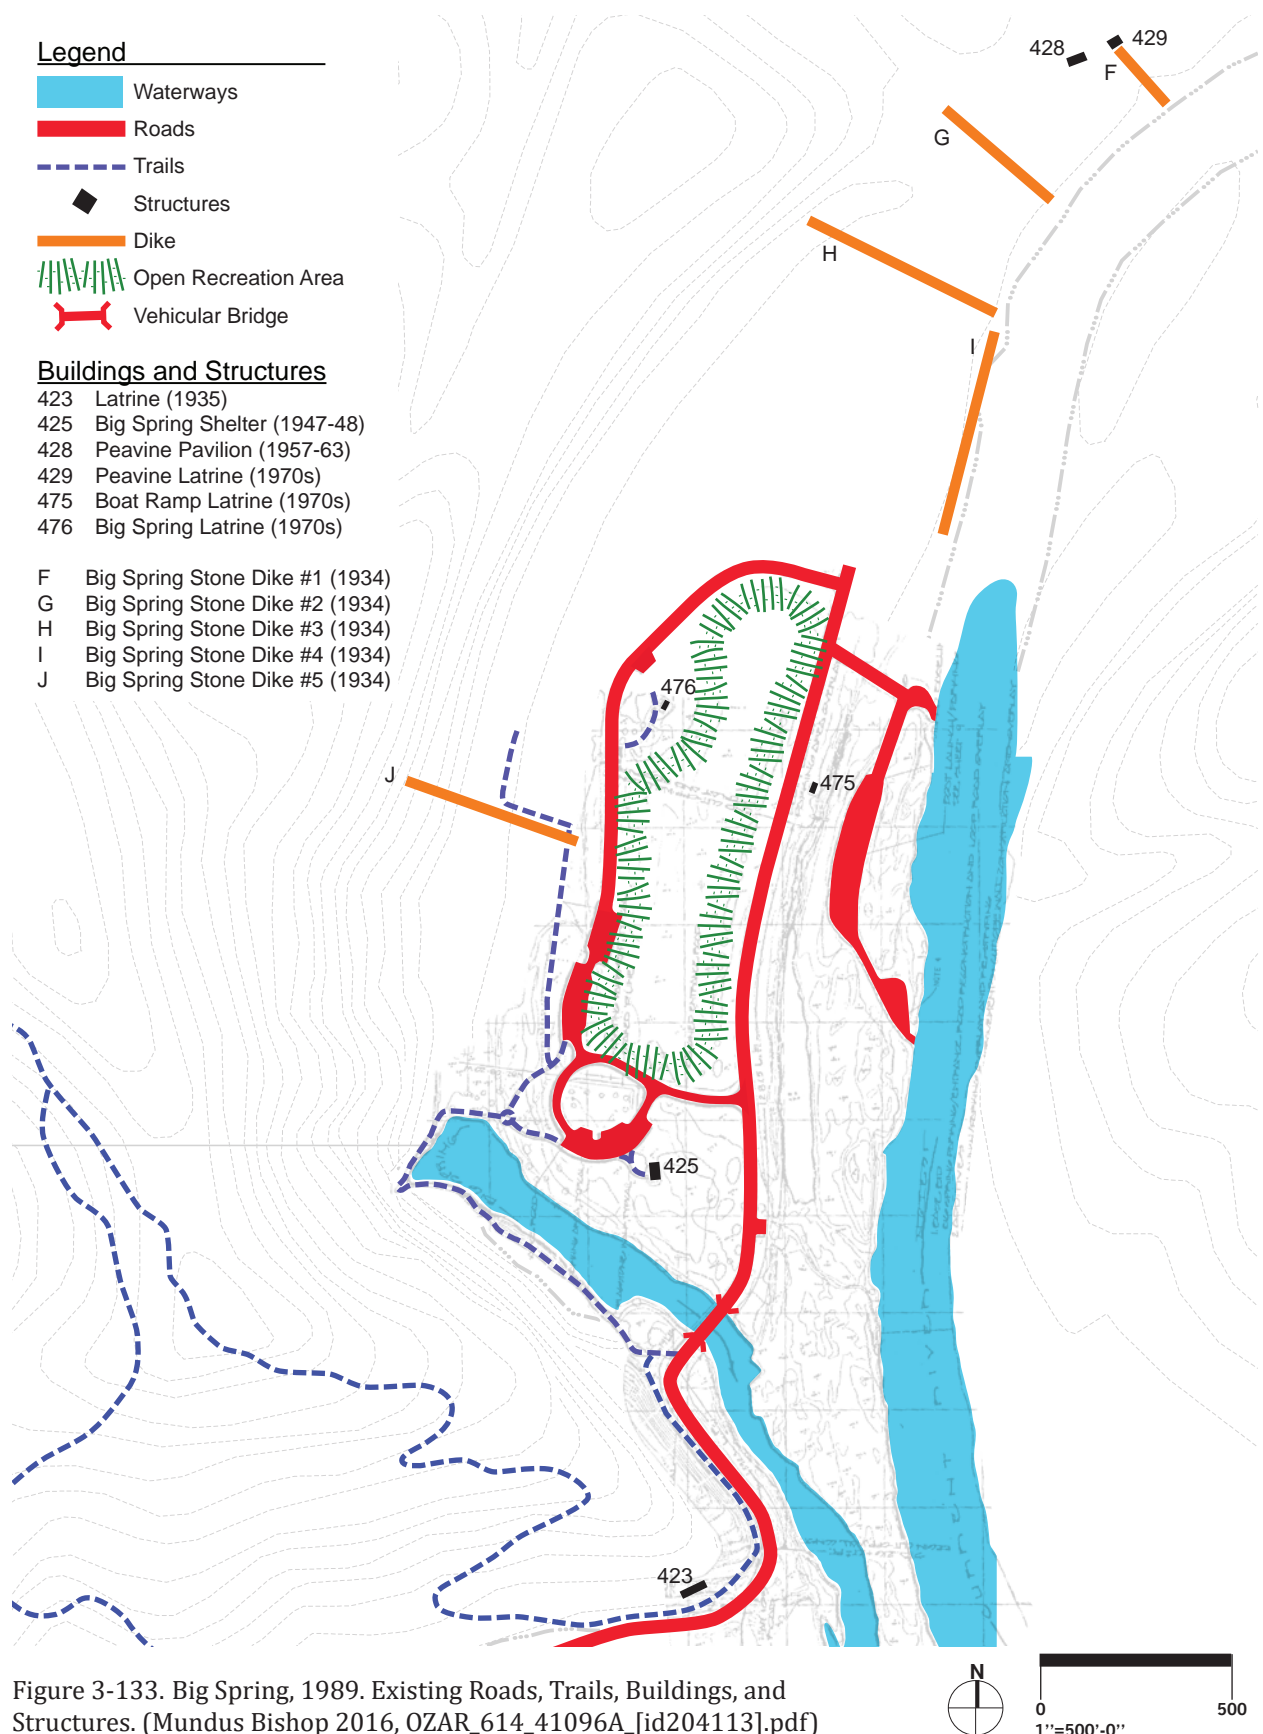 Legend
Waterways
Roads
Trails
Structures
Dike
Open Recreation Area
Vehicular Bridge
Buildings and Structures
423 Latrine (1935)
425 Big Spring Shelter (1947-48)
428 Peavine Pavilion (1957-63)
429 Peavine Latrine (1970s)
475 Boat Ramp Latrine (1970s)
476 Big Spring Latrine (1970s)
F Big Spring Stone Dike #1 (1934)
G Big Spring Stone Dike #2 (1934)
H Big Spring Stone Dike #3 (1934)
I Big Spring Stone Dike #4 (1934)
J Big Spring Stone Dike #5 (1934)
428
429
F
G
H
I
476
J
475
425
423
CURRENT RIVER
Figure 3-133. Big Spring, 1989. Existing Roads, Trails, Buildings, and
Structures. (Mundus Bishop 2016, OZAR_614_41096A_[id204113].pdf)
N
0 500
1"=500'-0"